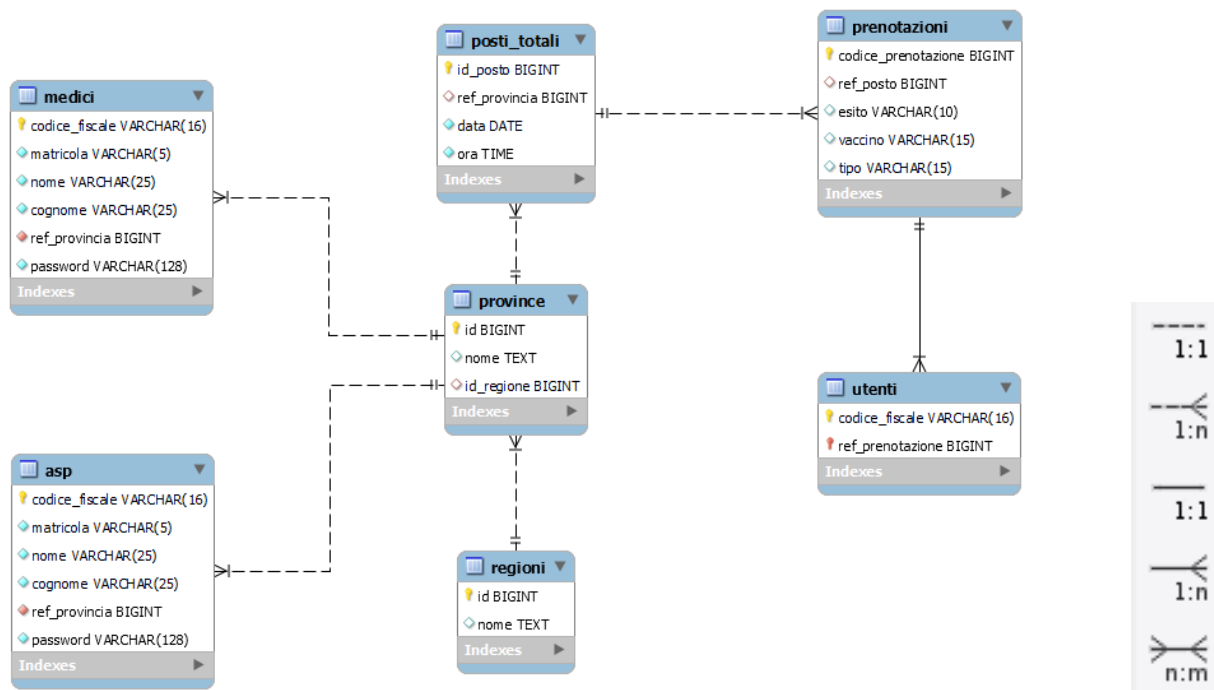 medici
codice_fiscale VARCHAR(16)
matricola VARCHAR(5)
nome VARCHAR(25)
cognome VARCHAR(25)
ref_provincia BIGINT
password VARCHAR(128)
Indexes
asp
codice_fiscale VARCHAR(16)
matricola VARCHAR(5)
nome VARCHAR(25)
cognome VARCHAR(25)
ref_provincia BIGINT
password VARCHAR(128)
Indexes
posti_totali
id_posto BIGINT
ref_provincia BIGINT
data DATE
ora TIME
Indexes
province
id BIGINT
nome TEXT
id_regione BIGINT
Indexes
regioni
id BIGINT
nome TEXT
Indexes
prenotazioni
codice_prenotazione BIGINT
ref_posto BIGINT
esito VARCHAR(10)
vaccino VARCHAR(15)
tipo VARCHAR(15)
Indexes
utenti
codice_fiscale VARCHAR(16)
ref_prenotazione BIGINT
Indexes
1:1
1:n
1:1
1:n
n:m